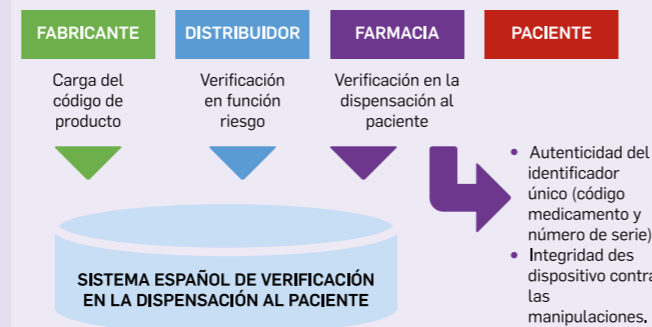 FABRICANTE
DISTRIBUIDOR
FARMACIA
PACIENTE
Carga del
código de
producto
Verificación
en función
riesgo
Verificación en la
dispensación al
paciente
• Autenticidad del
identificador
único (código
medicamento y
número de serie)
• Integridad des
dispositivo contra
las
manipulaciones.
SISTEMA ESPAÑOL DE VERIFICACIÓN
EN LA DISPENSACIÓN AL PACIENTE